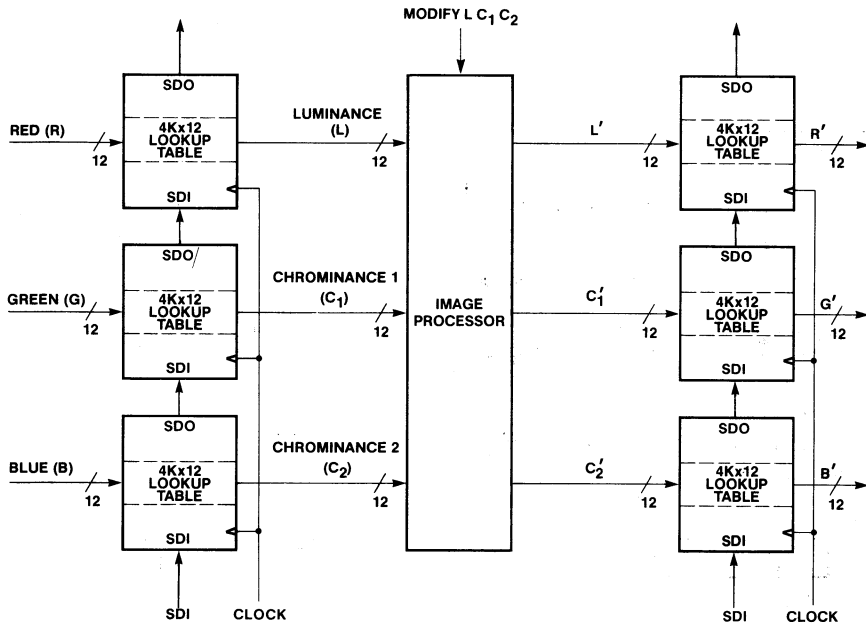 MODIFY L C1 C2
SDO
4Kx12
LOOKUP
TABLE
SDI
RED (R)
12
LUMINANCE
(L)
12
L′
12
SDO
4Kx12
LOOKUP
TABLE
SDI
R′
12
SDO
4Kx12
LOOKUP
TABLE
SDI
GREEN (G)
12
CHROMINANCE 1
(C1)
12
IMAGE
PROCESSOR
C1′
12
SDO
4Kx12
LOOKUP
TABLE
SDI
G′
12
SDO
4Kx12
LOOKUP
TABLE
SDI
BLUE (B)
12
CHROMINANCE 2
(C2)
12
C2′
12
SDO
4Kx12
LOOKUP
TABLE
SDI
B′
12
SDI
CLOCK
SDI
CLOCK